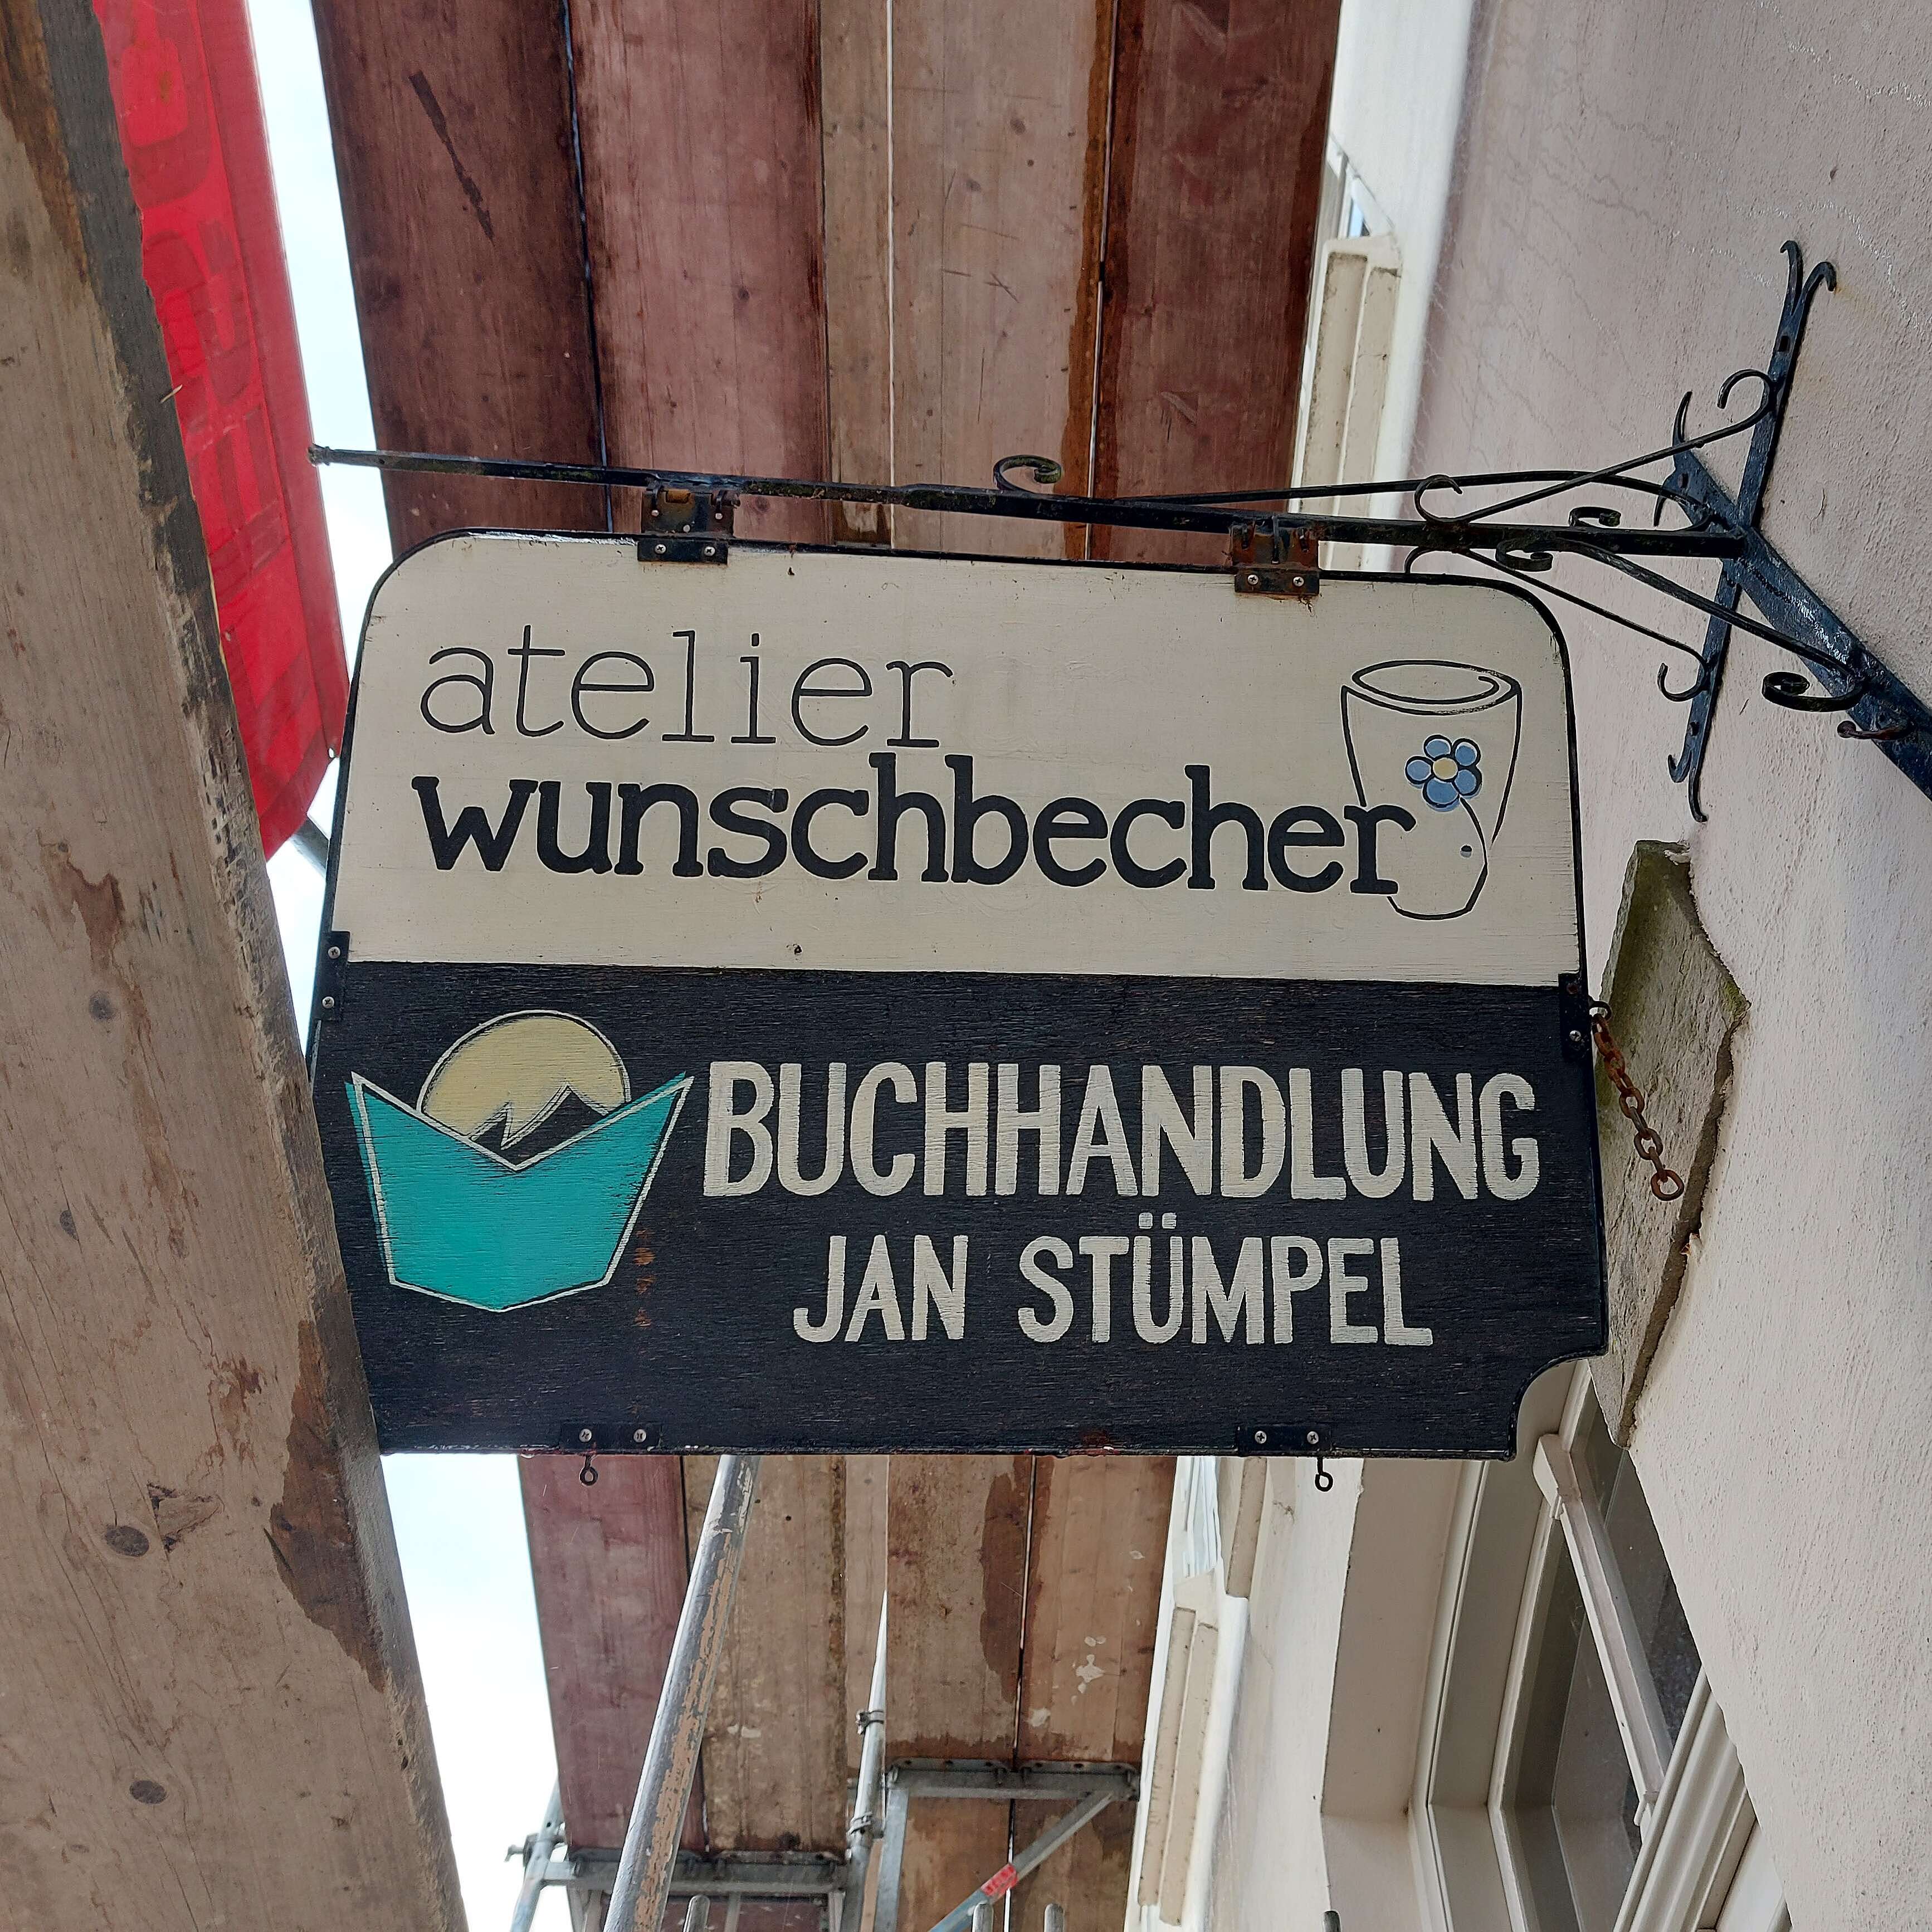 atelier
wunschbecher
BUCHHANDLUNG
JAN STÜMPEL